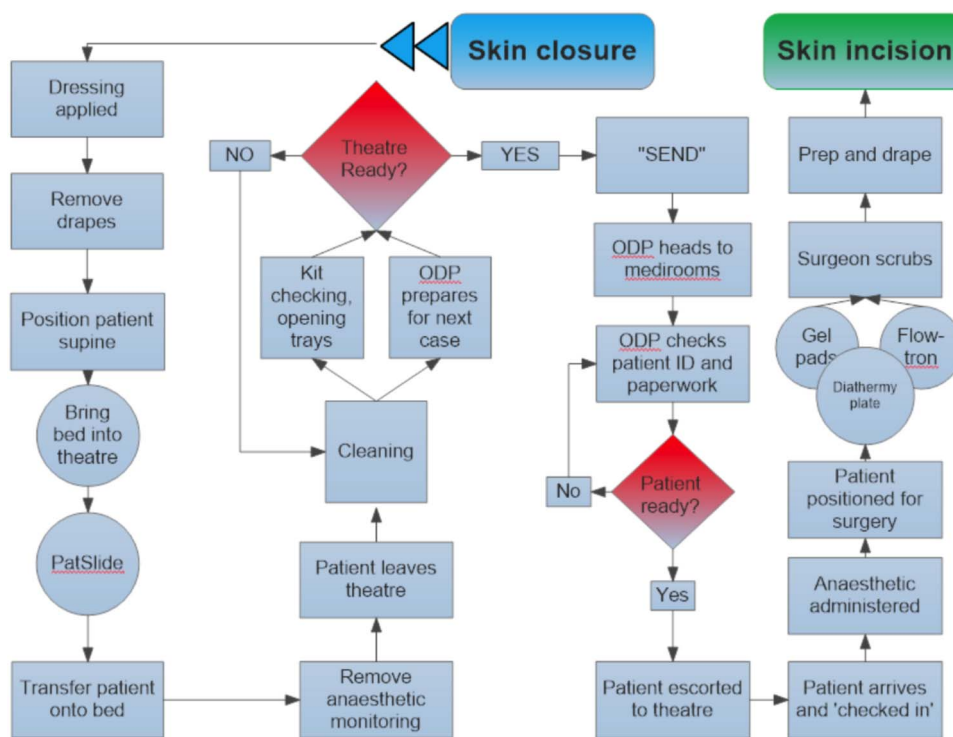 Skin closure
Dressing
applied
Remove
drapes
Position patient
supine
Bring
bed into
theatre
PatSlide
Transfer patient
onto bed
Remove
anaesthetic
monitoring
Patient leaves
theatre
Cleaning
Kit
checking,
opening
trays
ODP
prepares
for next
case
Theatre
Ready?
NO
YES
"SEND"
ODP heads to
medirooms
ODP checks
patient ID and
paperwork
Patient
ready?
No
Yes
Patient escorted
to theatre
Patient arrives
and 'checked in'
Anaesthetic
administered
Patient
positioned for
surgery
Diathermy
plate
Gel
pads
Flow-
tron
Surgeon scrubs
Prep and drape
Skin incision